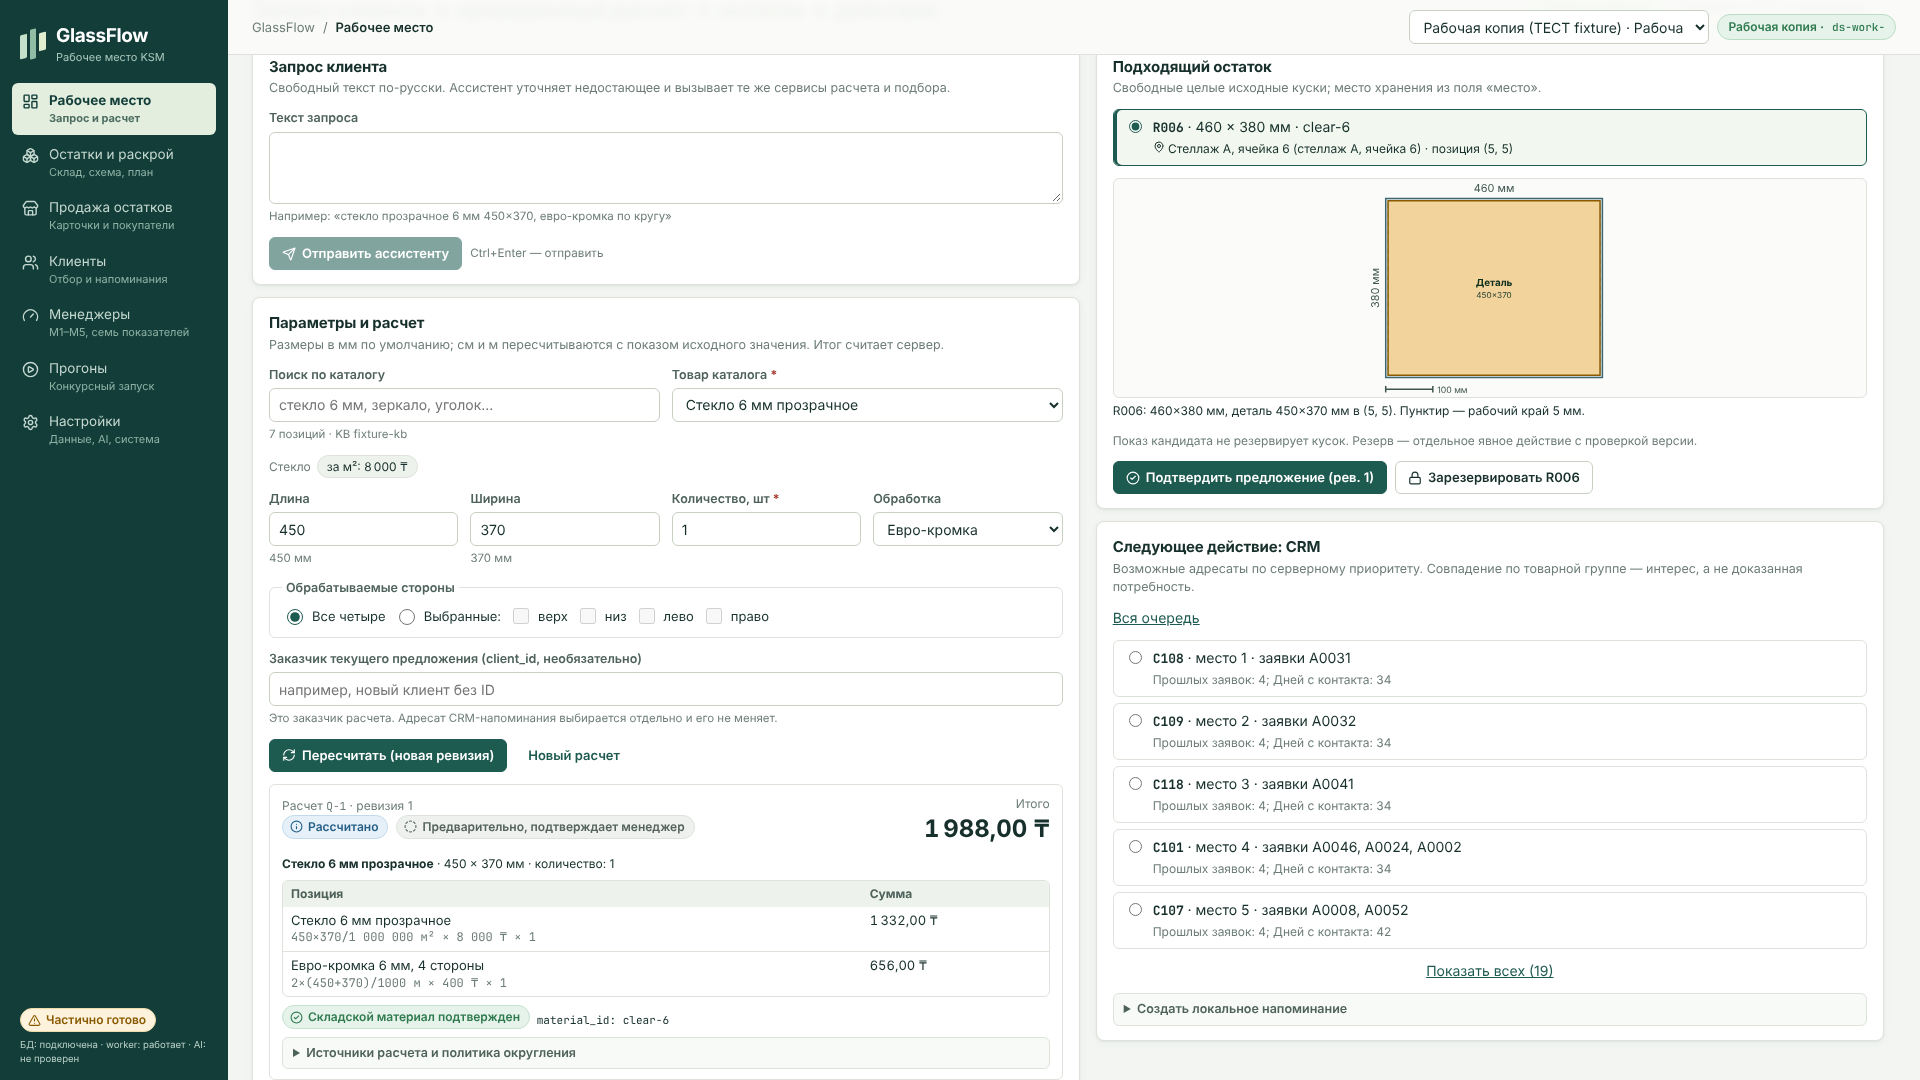 GlassFlow
Рабочее место KSM
Рабочее место
Запрос и расчет
Остатки и раскрой
Склад, схема, план
Продажа остатков
Карточки и покупатели
Клиенты
Отбор и напоминания
Менеджеры
M1–M5, семь показателей
Прогоны
Конкурсный запуск
Настройки
Данные, AI, система
Частично готово
БД: подключена · worker: работает · AI:
не проверен
GlassFlow / Рабочее место
Рабочая копия (ТЕСТ fixture) · Рабоча
Рабочая копия · ds-work-
Запрос клиента
Свободный текст по-русски. Ассистент уточняет недостающее и вызывает те же сервисы расчета и подбора.
Текст запроса
Например: «стекло прозрачное 6 мм 450×370, евро-кромка по кругу»
Отправить ассистенту
Ctrl+Enter — отправить
Параметры и расчет
Размеры в мм по умолчанию; см и м пересчитываются с показом исходного значения. Итог считает сервер.
Поиск по каталогу
Товар каталога *
стекло 6 мм, зеркало, уголок...
Стекло 6 мм прозрачное
7 позиций · KB fixture-kb
Стекло за м²: 8 000 ₸
Длина
Ширина
Количество, шт *
Обработка
450
370
1
Евро-кромка
450 мм
370 мм
Обрабатываемые стороны
Все четыре
Выбранные:
верх
низ
лево
право
Заказчик текущего предложения (client_id, необязательно)
например, новый клиент без ID
Это заказчик расчета. Адресат CRM-напоминания выбирается отдельно и его не меняет.
Пересчитать (новая ревизия)
Новый расчет
Расчет Q-1 · ревизия 1
Итого
Рассчитано
Предварительно, подтверждает менеджер
1 988,00 ₸
Стекло 6 мм прозрачное · 450 × 370 мм · количество: 1
Позиция
Сумма
Стекло 6 мм прозрачное
1 332,00 ₸
450×370/1 000 000 м² × 8 000 ₸ × 1
Евро-кромка 6 мм, 4 стороны
656,00 ₸
2×(450+370)/1000 м × 400 ₸ × 1
Складской материал подтвержден
material_id: clear-6
Источники расчета и политика округления
Подходящий остаток
Свободные целые исходные куски; место хранения из поля «место».
R006 · 460 × 380 мм · clear-6
Стеллаж А, ячейка 6 (стеллаж А, ячейка 6) · позиция (5, 5)
460 мм
380 мм
Деталь
450×370
100 мм
R006: 460×380 мм, деталь 450×370 мм в (5, 5). Пунктир — рабочий край 5 мм.
Показ кандидата не резервирует кусок. Резерв — отдельное явное действие с проверкой версии.
Подтвердить предложение (рев. 1)
Зарезервировать R006
Следующее действие: CRM
Возможные адресаты по серверному приоритету. Совпадение по товарной группе — интерес, а не доказанная
потребность.
Вся очередь
C108 · место 1 · заявки A0031
Прошлых заявок: 4; Дней с контакта: 34
C109 · место 2 · заявки A0032
Прошлых заявок: 4; Дней с контакта: 34
C118 · место 3 · заявки A0041
Прошлых заявок: 4; Дней с контакта: 34
C101 · место 4 · заявки A0046, A0024, A0002
Прошлых заявок: 4; Дней с контакта: 34
C107 · место 5 · заявки A0008, A0052
Прошлых заявок: 4; Дней с контакта: 42
Показать всех (19)
Создать локальное напоминание